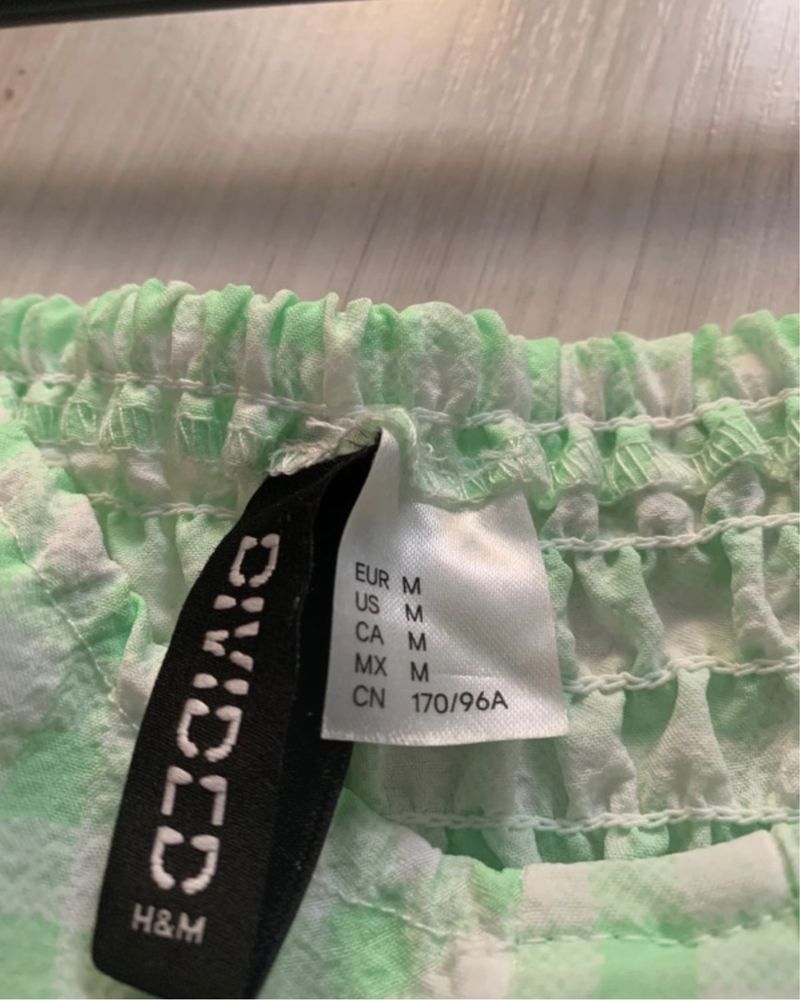 DIVIDED
H&M
EUR M
US M
CA M
MX M
CN 170/96A